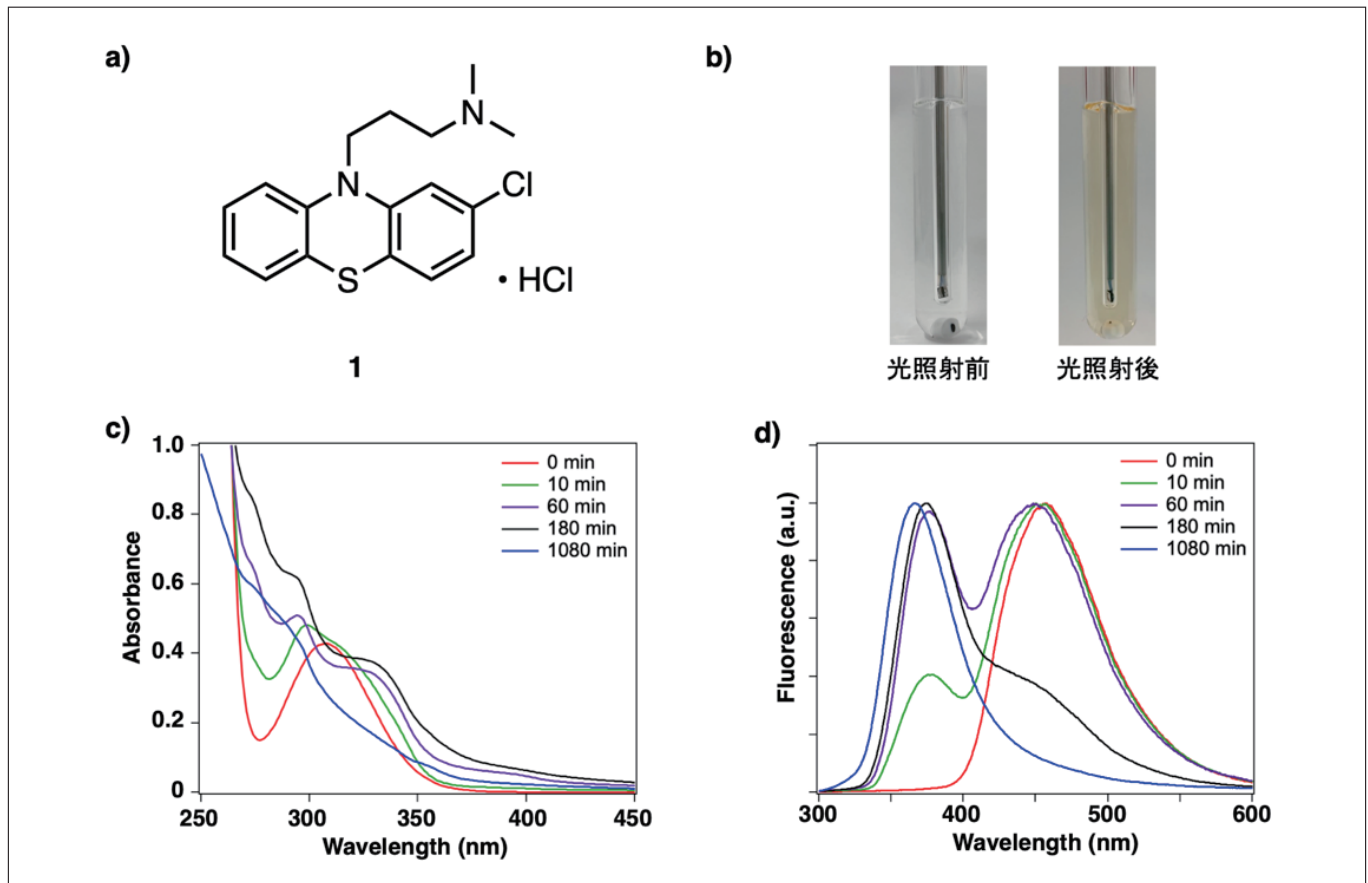 a)
N
N
Cl
S
• HCl
1
b)
光照射前
光照射後
c)
1.0
0.8
0.6
0.4
0.2
0
Absorbance
0 min
10 min
60 min
180 min
1080 min
250
300
350
400
450
Wavelength (nm)
d)
Fluorescence (a.u.)
0 min
10 min
60 min
180 min
1080 min
300
400
500
600
Wavelength (nm)